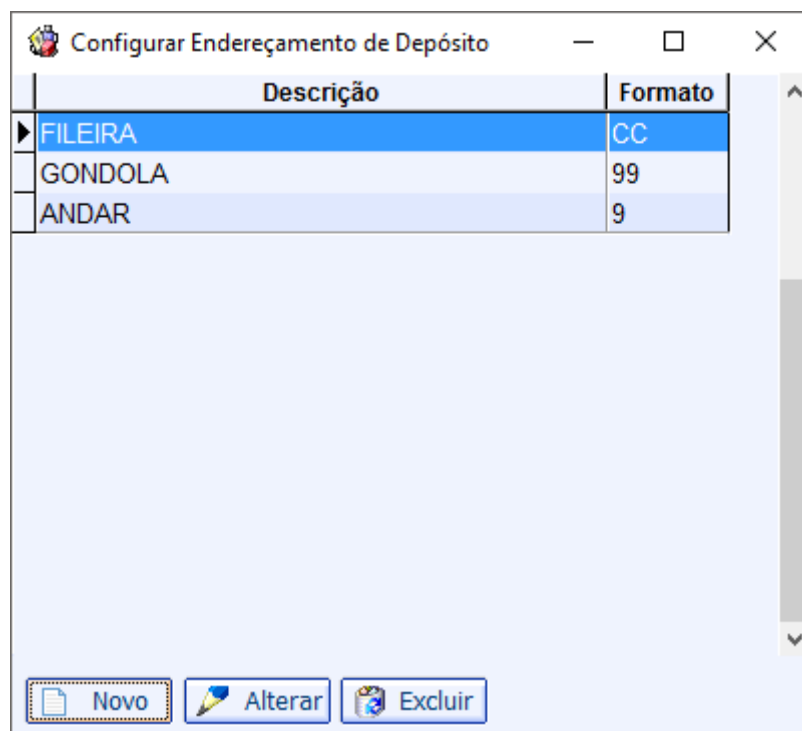 Configurar Endereçamento de Depósito
Descrição Formato
FILEIRA CC
GONDOLA 99
ANDAR 9
Novo Alterar Excluir